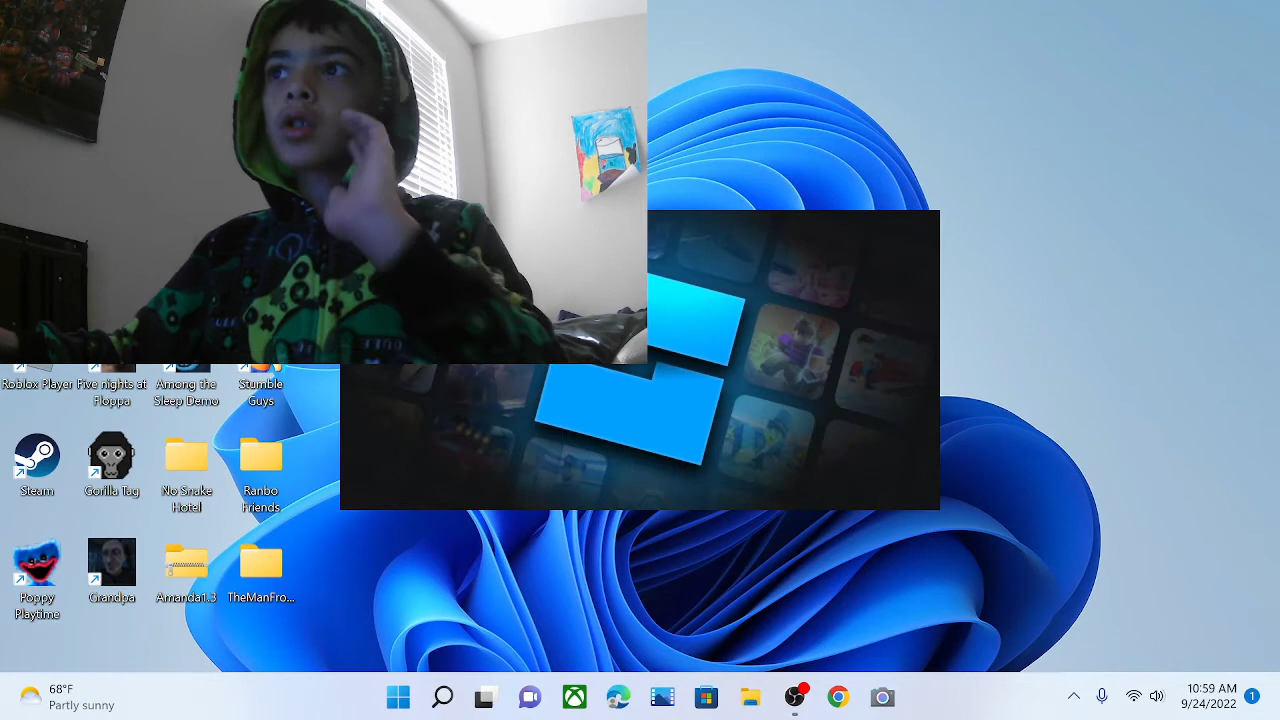 Roblox Player
Five nights at
Floppa
Among the
Sleep Demo
Stumble
Guys
Steam
Gorilla Tag
No Snake
Hotel
Ranbo
Friends
Poppy
Playtime
Grandpa
Amanda1.3
TheManFro...
68°F
Partly sunny
10:59 AM
9/24/2022
1